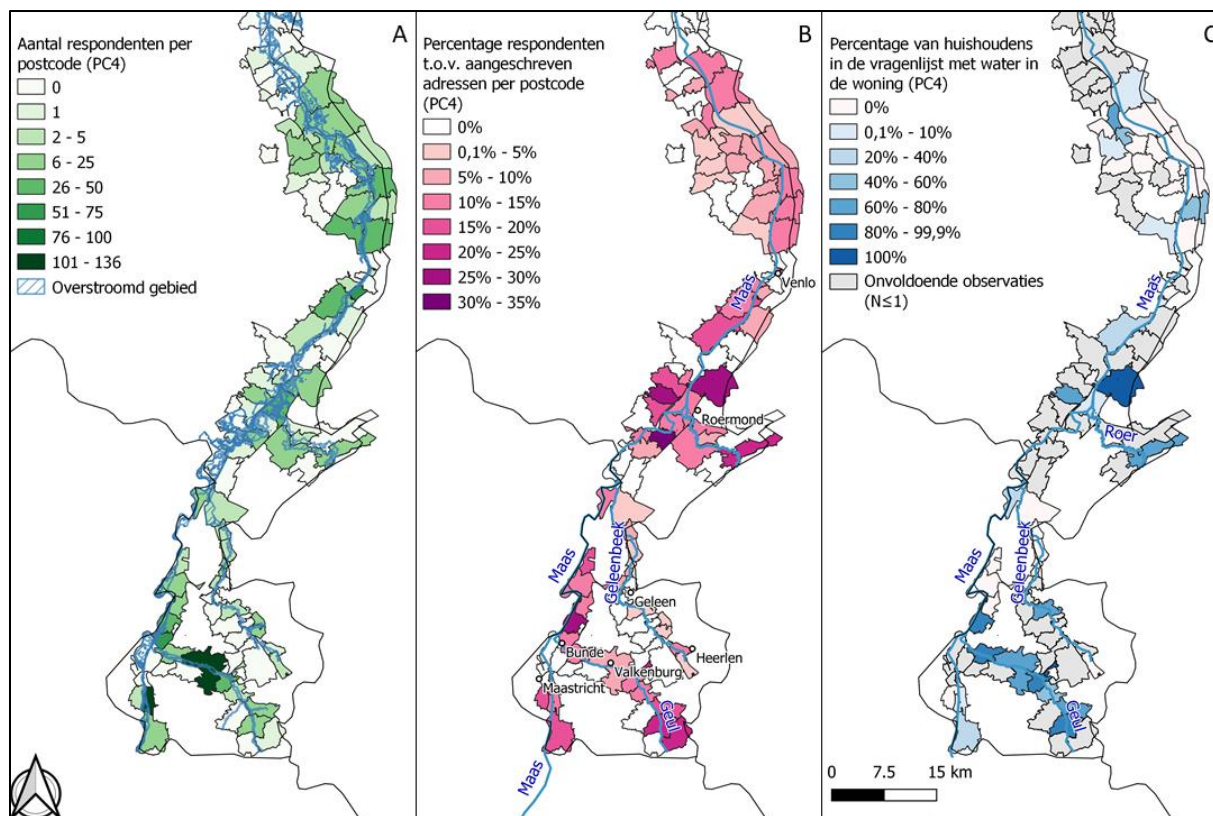 A
Aantal respondenten per
postcode (PC4)
0
1
2 - 5
6 - 25
26 - 50
51 - 75
76 - 100
101 - 136
Overstroomd gebied
B
Percentage respondenten
t.o.v. aangeschreven
adressen per postcode
(PC4)
0%
0,1% - 5%
5% - 10%
10% - 15%
15% - 20%
20% - 25%
25% - 30%
30% - 35%
Venlo
Maas
Roermond
Maas
Geleenbeek
Geleen
Bunde
Heerlen
Valkenburg
Maastricht
Geul
Maas
C
Percentage van huishoudens
in de vragenlijst met water in
de woning (PC4)
0%
0,1% - 10%
20% - 40%
40% - 60%
60% - 80%
80% - 99,9%
100%
Onvoldoende observaties
(N≤1)
Maas
Roer
Maas
Geleenbeek
Geul
0 7.5 15 km